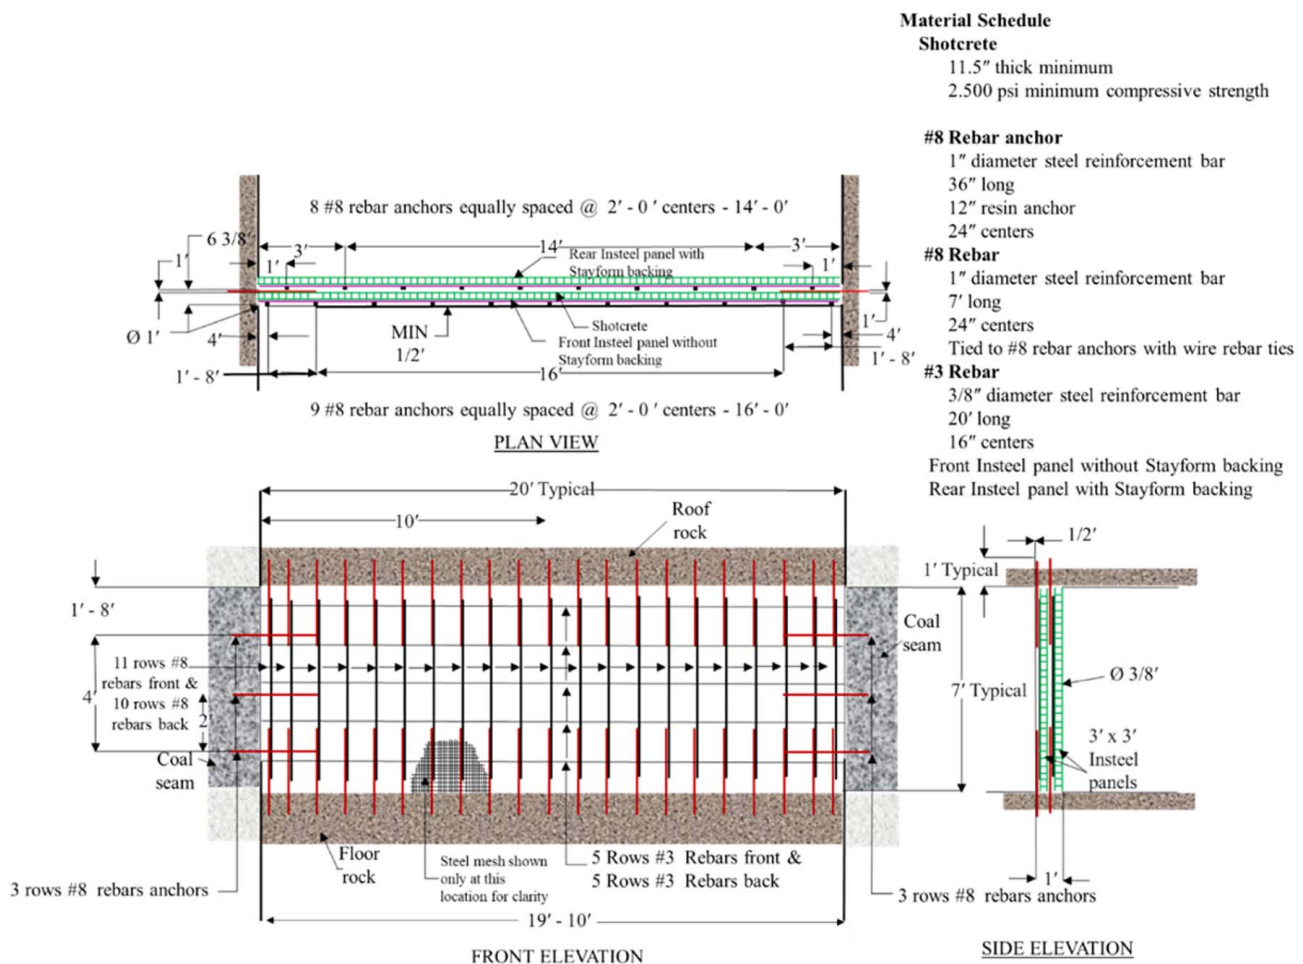 Material Schedule
Shotcrete
11.5″ thick minimum
2.500 psi minimum compressive strength
#8 Rebar anchor
1″ diameter steel reinforcement bar
36″ long
12″ resin anchor
24″ centers
#8 Rebar
1″ diameter steel reinforcement bar
7′ long
24″ centers
Tied to #8 rebar anchors with wire rebar ties
#3 Rebar
3/8″ diameter steel reinforcement bar
20′ long
16″ centers
Front Insteel panel without Stayform backing
Rear Insteel panel with Stayform backing
8 #8 rebar anchors equally spaced @ 2′ - 0 ′ centers - 14′ - 0′
6 3/8′
3′
14′
3′
1′
1′
1′
Rear Insteel panel with
Stayform backing
Ø 1′
4′
MIN
1/2′
Shotcrete
Front Insteel panel without
Stayform backing
1′
4′
1′ - 8′
16′
1′ - 8′
9 #8 rebar anchors equally spaced @ 2′ - 0 ′ centers - 16′ - 0′
PLAN VIEW
20′ Typical
10′
Roof
rock
1′ - 8′
11 rows #8
rebars front &
10 rows #8
rebars back
4′
2′
Coal
seam
Coal
seam
Floor
rock
Steel mesh shown
only at this
location for clarity
5 Rows #3 Rebars front &
5 Rows #3 Rebars back
3 rows #8 rebars anchors
3 rows #8 rebars anchors
19′ - 10′
FRONT ELEVATION
1/2′
1′ Typical
7′ Typical
Ø 3/8′
3′ x 3′
Insteel
panels
1′
SIDE ELEVATION